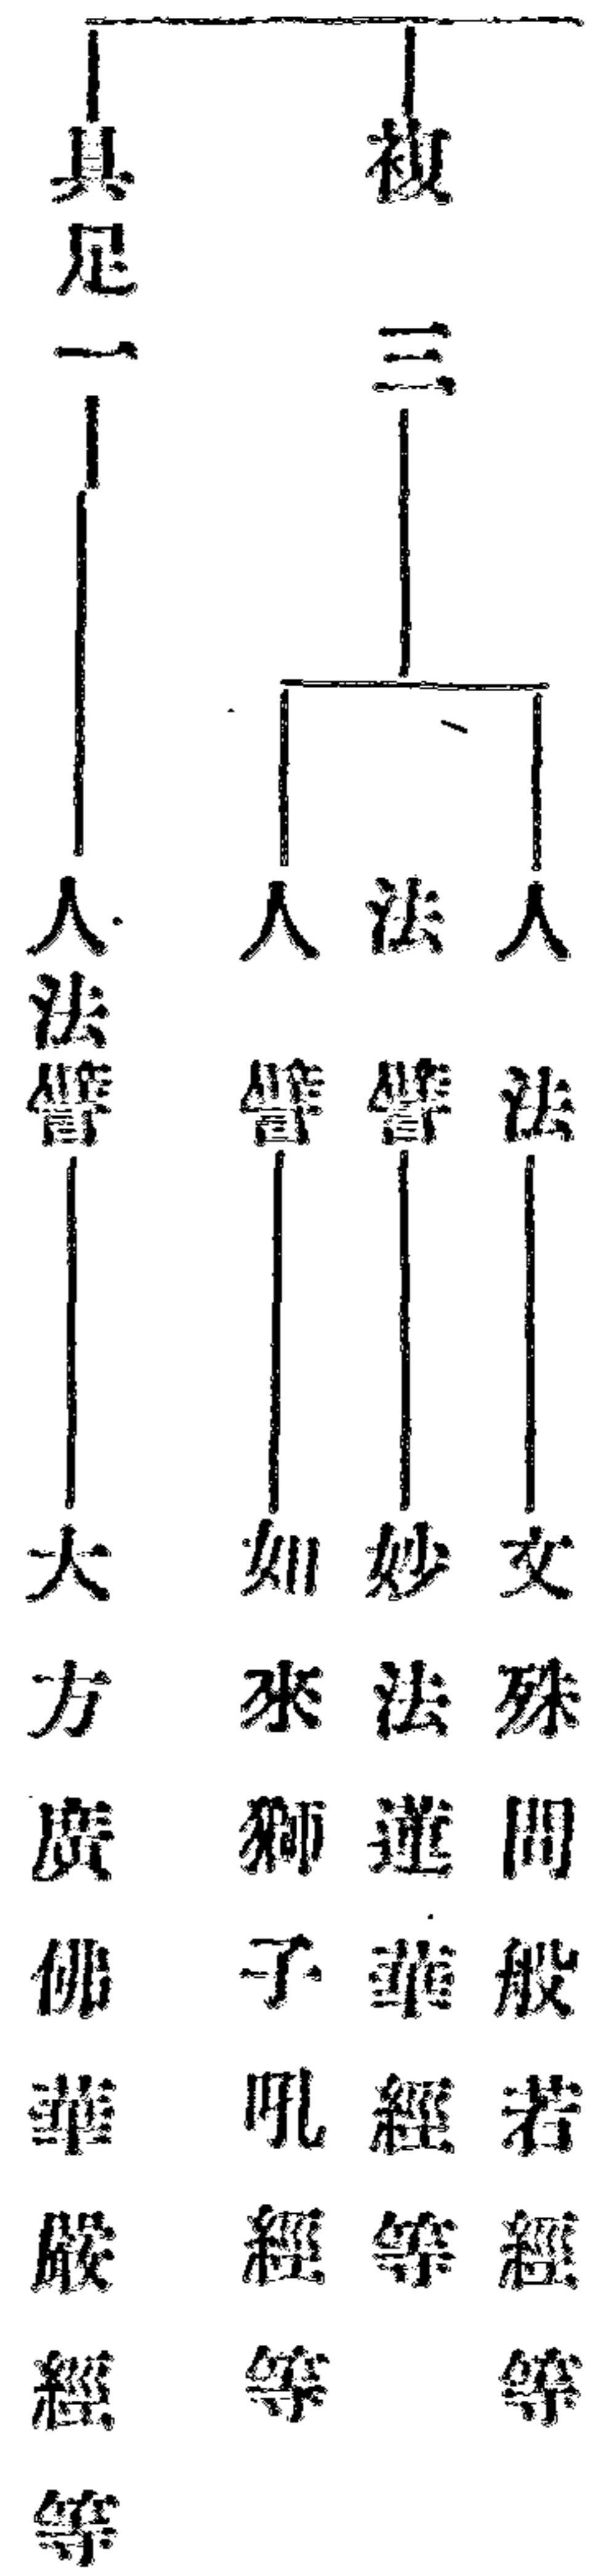 複三
人法
文殊問般若經等
法譬
妙法蓮華經等
人譬
如來獅子吼經等
具足一
人法譬
大方廣佛華嚴經等